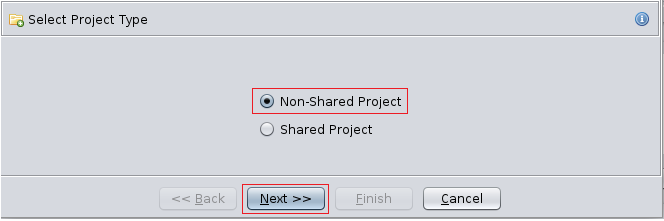 Select Project Type
Non-Shared Project
Shared Project
<< Back Next >> Finish Cancel